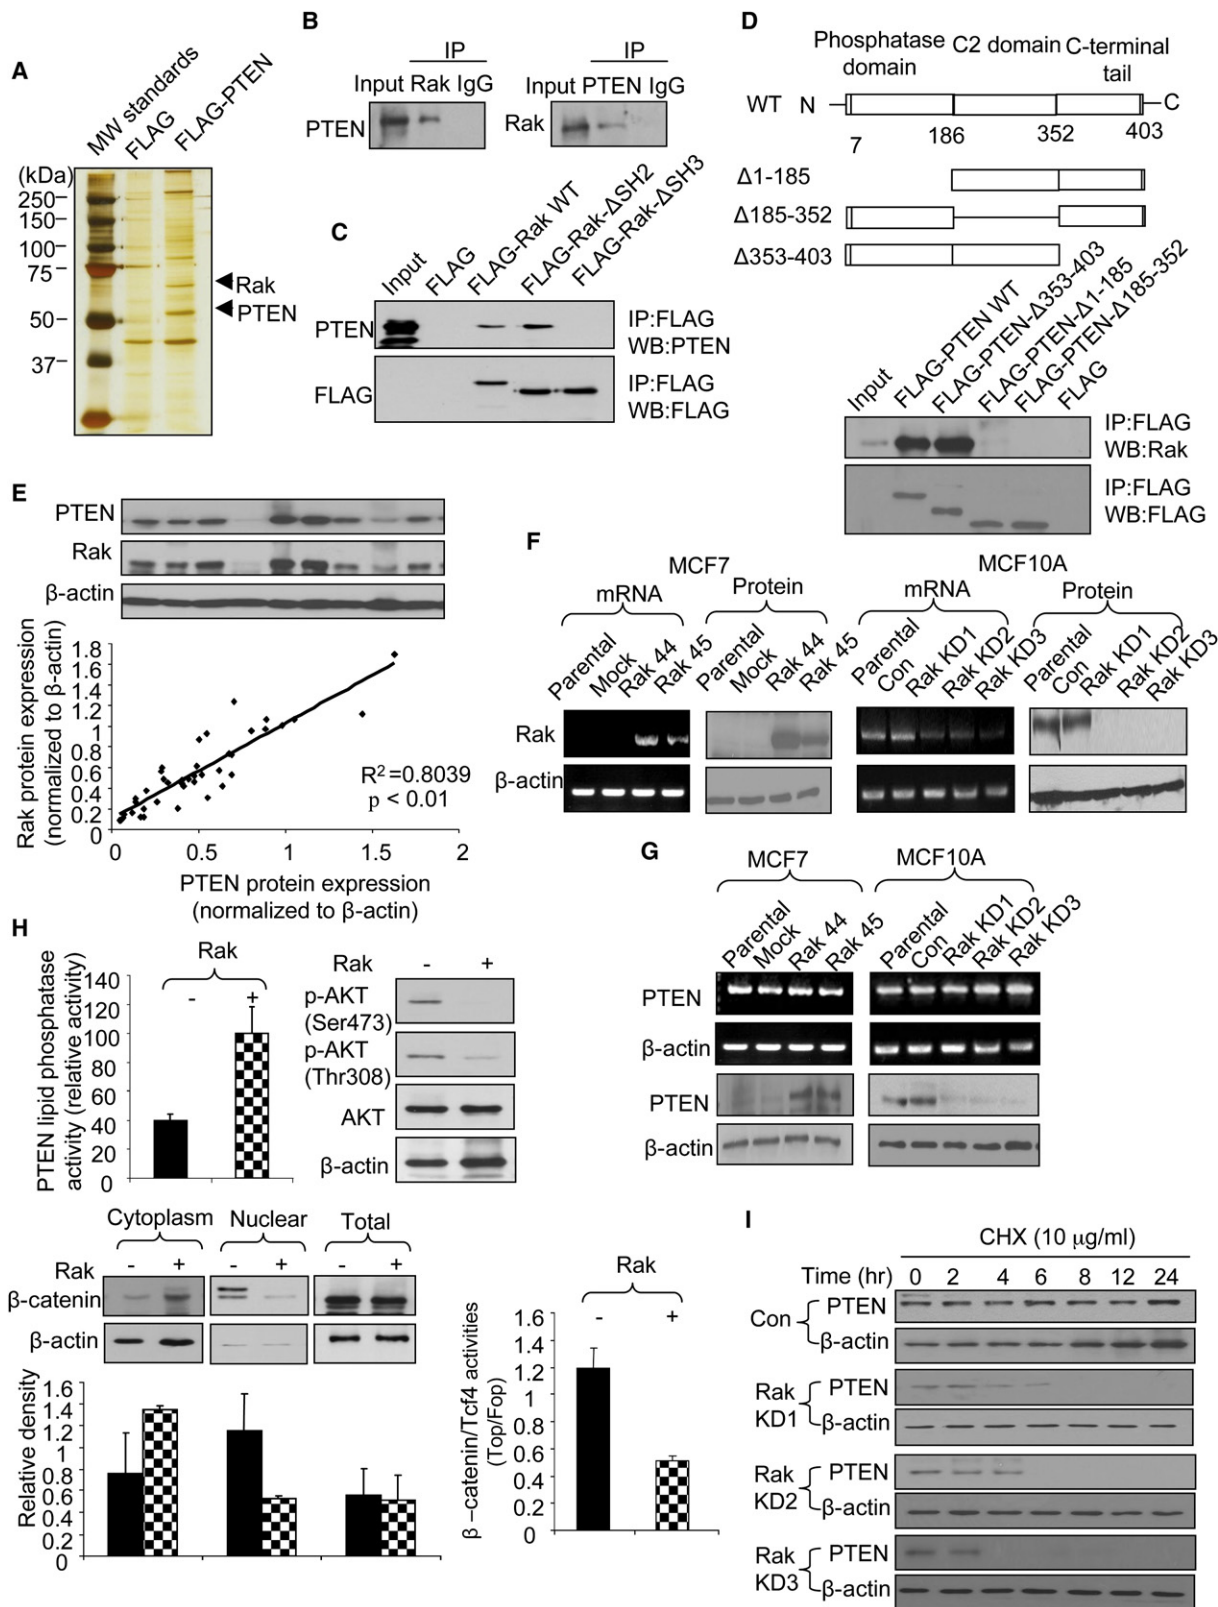 A
MW standards
FLAG
FLAG-PTEN
(kDa)
250
150
100
75
50
37
Rak
PTEN
B
IP
Input Rak IgG
PTEN
IP
Input PTEN IgG
Rak
C
Input
FLAG
FLAG-Rak WT
FLAG-Rak-ΔSH2
FLAG-Rak-ΔSH3
PTEN
IP:FLAG
WB:PTEN
FLAG
IP:FLAG
WB:FLAG
D
Phosphatase domain
C2 domain
C-terminal tail
WT N
C
7
186
352
403
Δ1-185
Δ185-352
Δ353-403
Input
FLAG-PTEN WT
FLAG-PTEN-Δ353-403
FLAG-PTEN-Δ1-185
FLAG-PTEN-Δ185-352
FLAG
IP:FLAG
WB:Rak
IP:FLAG
WB:FLAG
E
PTEN
Rak
β-actin
Rak protein expression
(normalized to β-actin)
1.8
1.6
1.4
1.2
1
0.8
0.6
0.4
0.2
0
R²=0.8039
p < 0.01
0
0.5
1
1.5
2
PTEN protein expression
(normalized to β-actin)
F
MCF7
MCF10A
mRNA
Protein
mRNA
Protein
Parental
Mock
Rak 44
Rak 45
Parental
Mock
Rak 44
Rak 45
Parental
Con
Rak KD1
Rak KD2
Rak KD3
Parental
Con
Rak KD1
Rak KD2
Rak KD3
Rak
β-actin
G
MCF7
MCF10A
Parental
Mock
Rak 44
Rak 45
Parental
Con
Rak KD1
Rak KD2
Rak KD3
PTEN
β-actin
PTEN
β-actin
H
PTEN lipid phosphatase
activity (relative activity)
140
120
100
80
60
40
20
0
Rak
- +
Rak - +
p-AKT
(Ser473)
p-AKT
(Thr308)
AKT
β-actin
Cytoplasm Nuclear Total
Rak - + - + - +
β-catenin
β-actin
Relative density
1.6
1.4
1.2
1
0.8
0.6
0.4
0.2
0
β –catenin/Tcf4 activities
(Top/Fop)
1.6
1.4
1.2
1
0.8
0.6
0.4
0.2
0
Rak
- +
I
CHX (10 μg/ml)
Time (hr) 0 2 4 6 8 12 24
Con
PTEN
β-actin
Rak
KD1
PTEN
β-actin
Rak
KD2
PTEN
β-actin
Rak
KD3
PTEN
β-actin